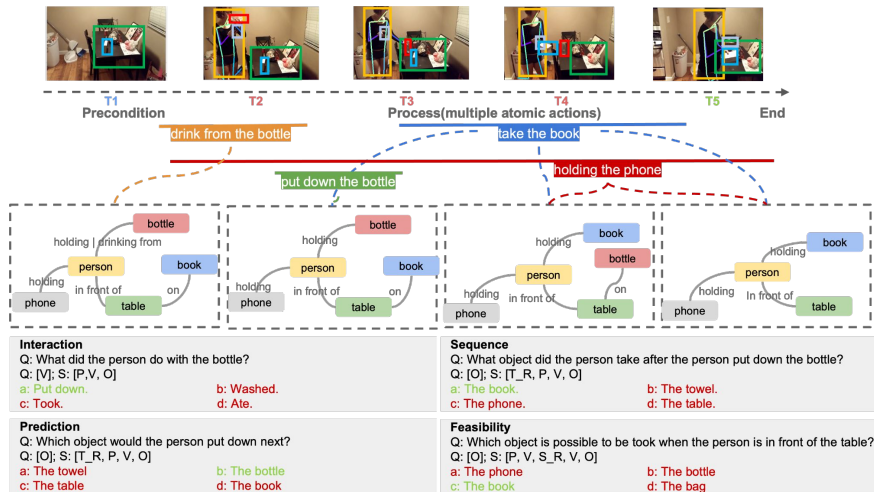 T1 T2 T3 T4 T5
Precondition Process(multiple atomic actions) End
drink from the bottle take the book
holding the phone
put down the bottle
bottle bottle book bottle book
holding | drinking from holding holding holding
person book person book person person
holding in front of on holding in front of on holding in front of on holding In front of
phone table phone table phone table phone table
Interaction
Q: What did the person do with the bottle?
Q: [V]; S: [P,V, O]
a: Put down. b: Washed.
c: Took. d: Ate.
Sequence
Q: What object did the person take after the person put down the bottle?
Q: [O]; S: [T_R, P, V, O]
a: The book. b: The towel.
c: The phone. d: The table.
Prediction
Q: Which object would the person put down next?
Q: [O]; S: [T_R, P, V, O]
a: The towel b: The bottle
c: The table d: The book
Feasibility
Q: Which object is possible to be took when the person is in front of the table?
Q: [O]; S: [P, V, S_R, V, O]
a: The phone b: The bottle
c: The book d: The bag